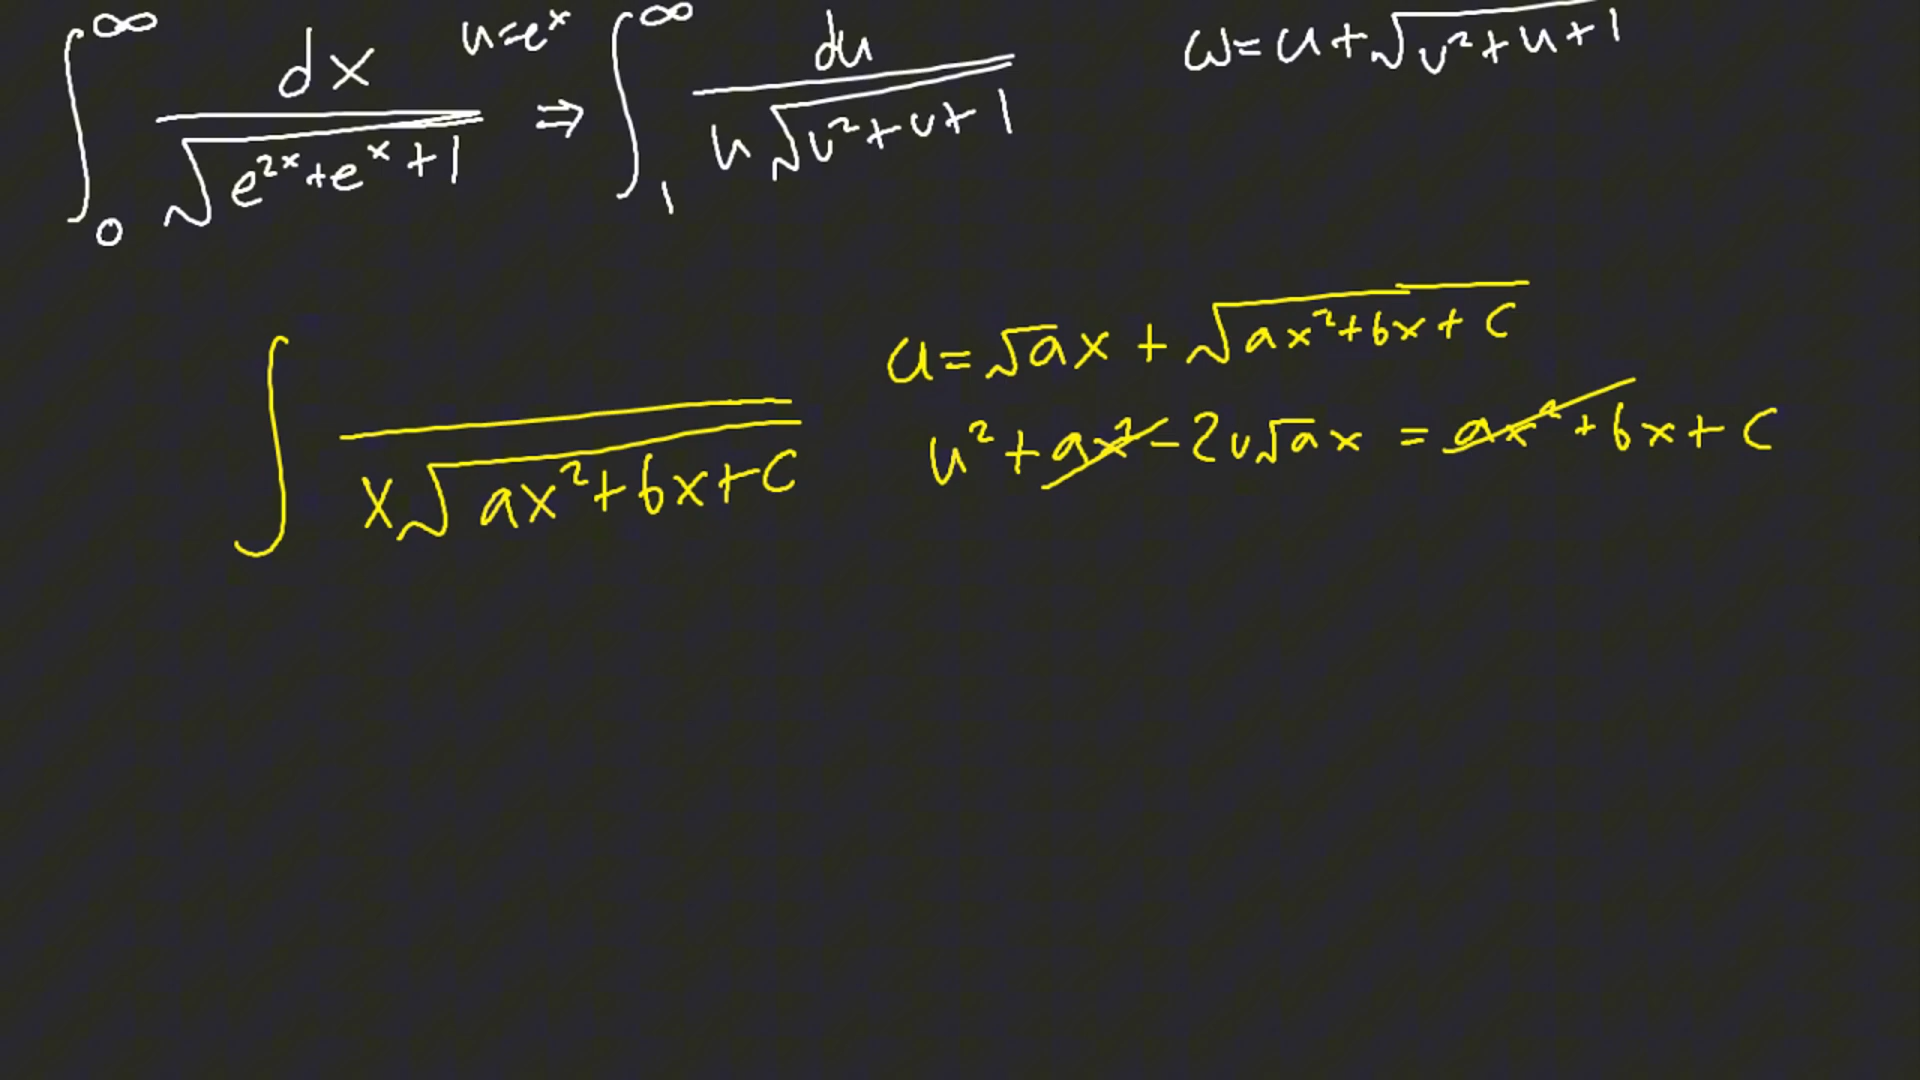 ∫₀^∞ dx / √(e^{2x}+e^x+1) u=e^x ⇒ ∫₁^∞ du / (u√(u²+u+1)) ω=u+√(u²+u+1)
∫ / (x√(ax²+bx+c)) u=√a x + √(ax²+bx+c)
u²+ax²-2u√a x = ax²+bx+c